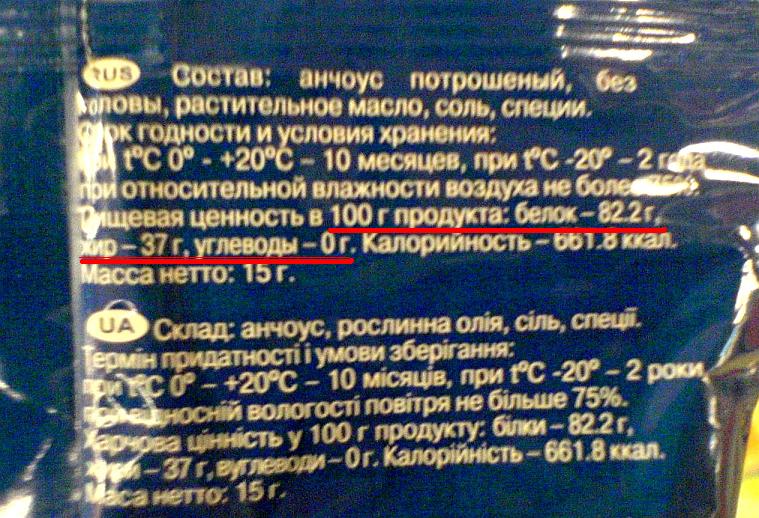 RUS Состав: анчоус потрошеный, без
головы, растительное масло, соль, специи.
Срок годности и условия хранения:
при t°C 0° - +20°C – 10 месяцев, при t°C -20° – 2 года
при относительной влажности воздуха не более 75%.
Пищевая ценность в 100 г продукта: белок – 82.2 г,
жир – 37 г, углеводы – 0 г. Калорийность – 661.8 ккал.
Масса нетто: 15 г.
UA Склад: анчоус, рослинна олія, сіль, спеції.
Термін придатності і умови зберігання:
при t°C 0° – +20°C – 10 місяців, при t°C -20° – 2 роки
при відносній вологості повітря не більше 75%.
Харчова цінність у 100 г продукту: білки – 82.2 г,
жири – 37 г, вуглеводи – 0 г. Калорійність – 661.8 ккал.
Маса нетто: 15 г.